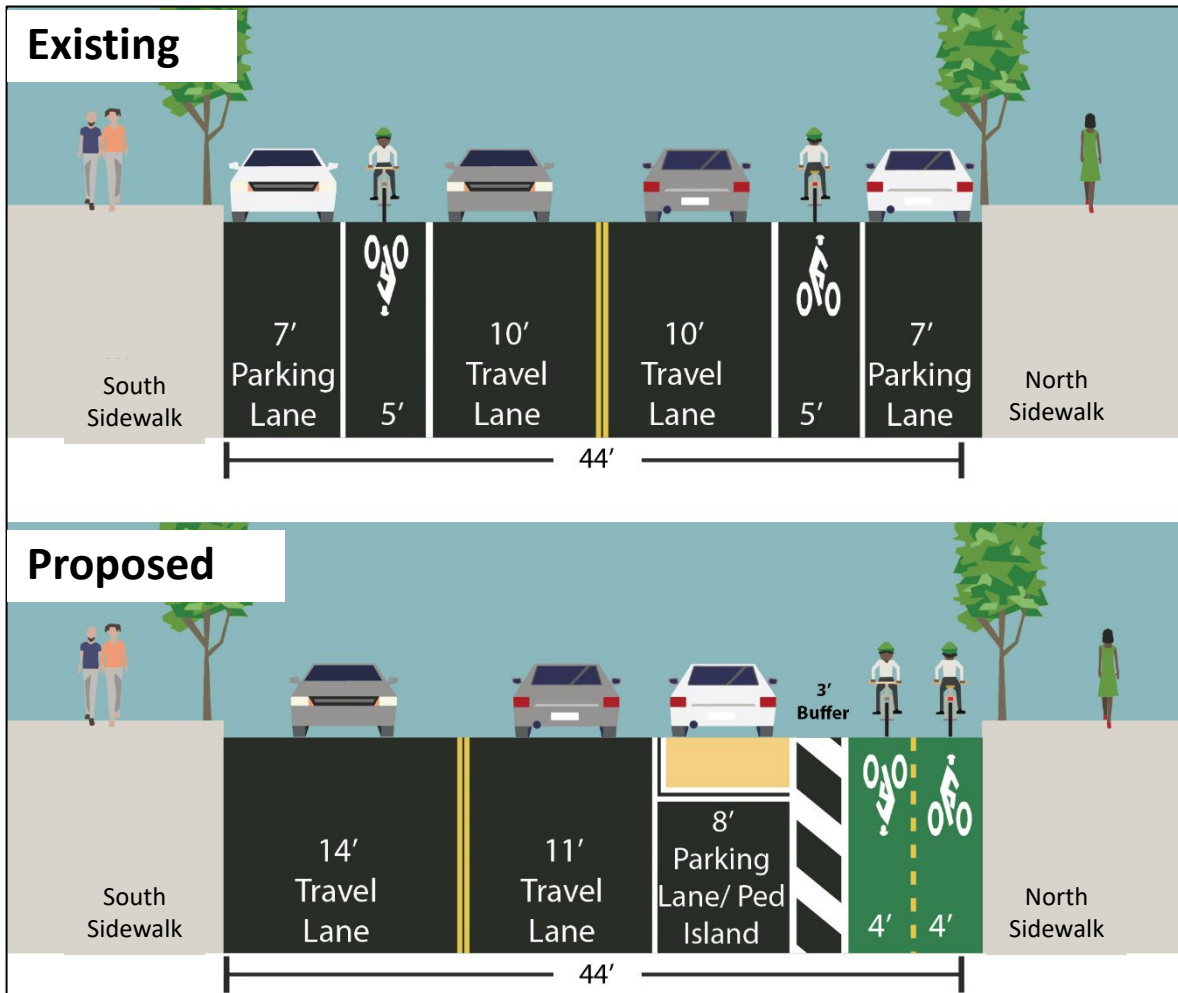 Existing
7'
Parking
Lane
5'
10'
Travel
Lane
10'
Travel
Lane
5'
7'
Parking
Lane
South
Sidewalk
North
Sidewalk
44'
Proposed
3'
Buffer
14'
Travel
Lane
11'
Travel
Lane
8'
Parking
Lane/ Ped
Island
4'
4'
South
Sidewalk
North
Sidewalk
44'